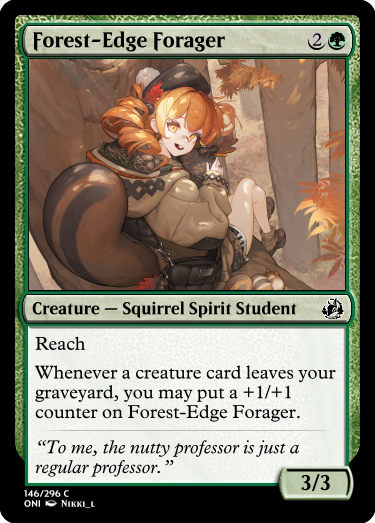 Forest-Edge Forager 2
Creature — Squirrel Spirit Student
Reach
Whenever a creature card leaves your
graveyard, you may put a +1/+1
counter on Forest-Edge Forager.
“To me, the nutty professor is just a
regular professor.”
3/3
146/296 C
ONI Nikki_L